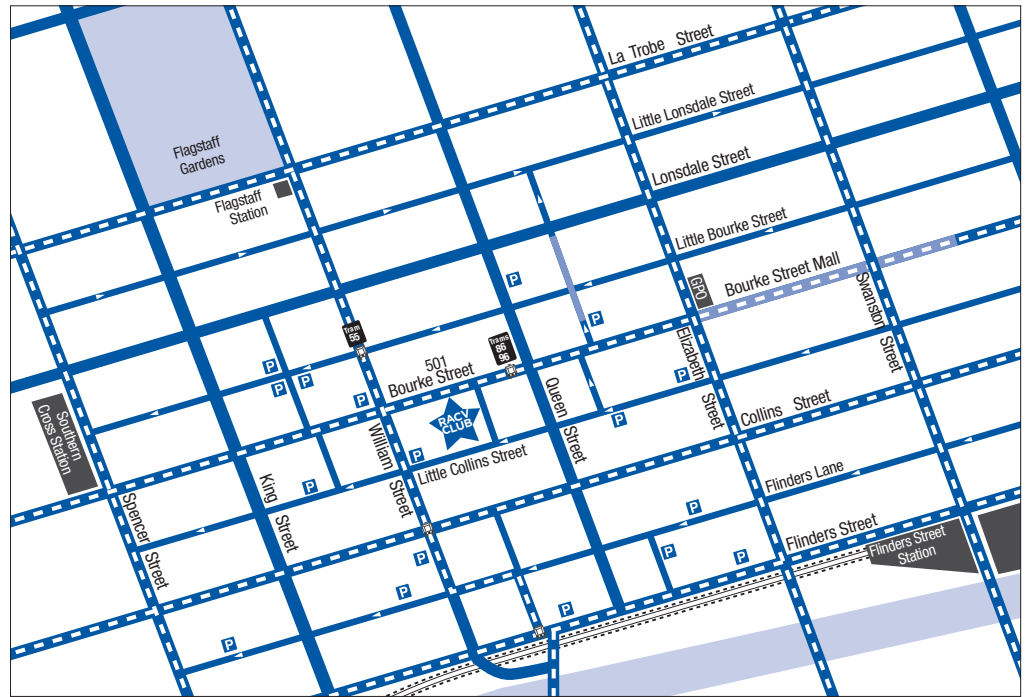 La Trobe Street
Little Lonsdale Street
Flagstaff
Gardens
Lonsdale Street
Flagstaff
Station
Little Bourke Street
Bourke Street Mall
GPO
P
Swanston
Street
P
Tram
55
Trams
86
96
Elizabeth
Street
501
Bourke Street
P
P
P
P
P
Queen
Street
Collins Street
Southern
Cross Station
RACV
CLUB
P
William
Street
P
Little Collins Street
Flinders Lane
King
Street
P
Spencer
Street
P
Flinders Street
Flinders Street
Station
P
P
P
P
P
P